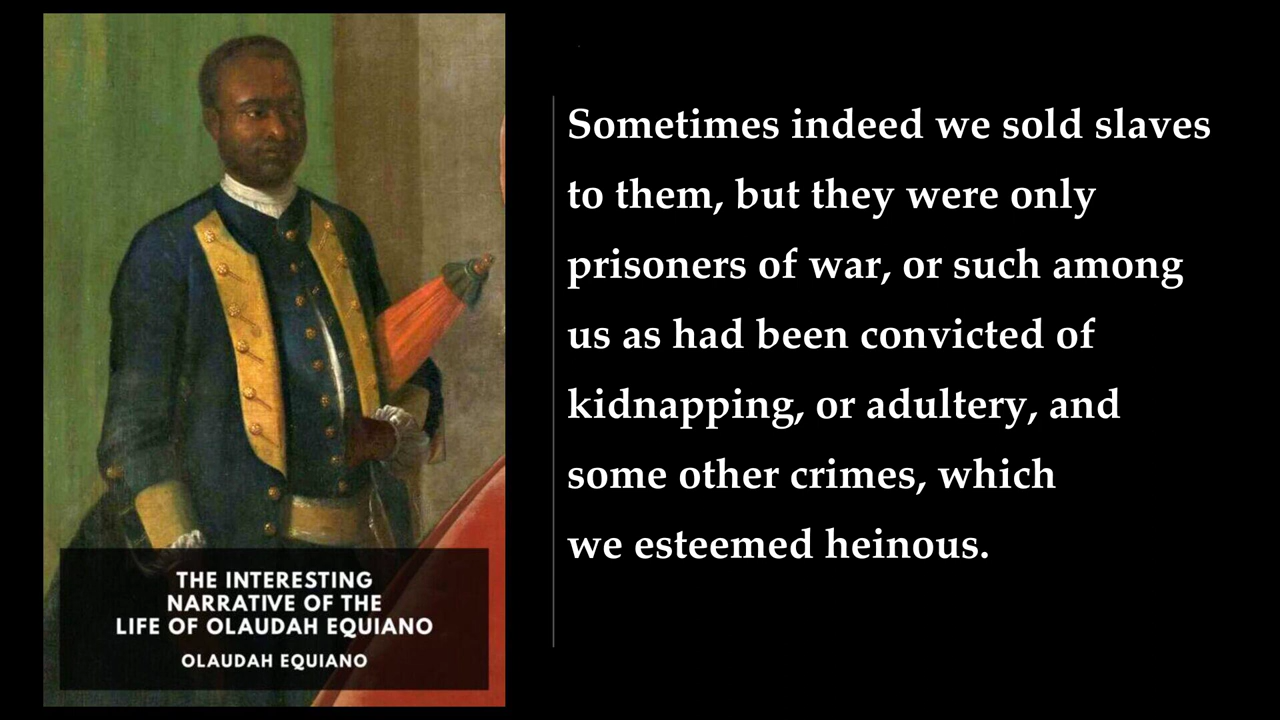 THE INTERESTING
NARRATIVE OF THE
LIFE OF OLAUDAH EQUIANO
OLAUDAH EQUIANO
Sometimes indeed we sold slaves
to them, but they were only
prisoners of war, or such among
us as had been convicted of
kidnapping, or adultery, and
some other crimes, which
we esteemed heinous.